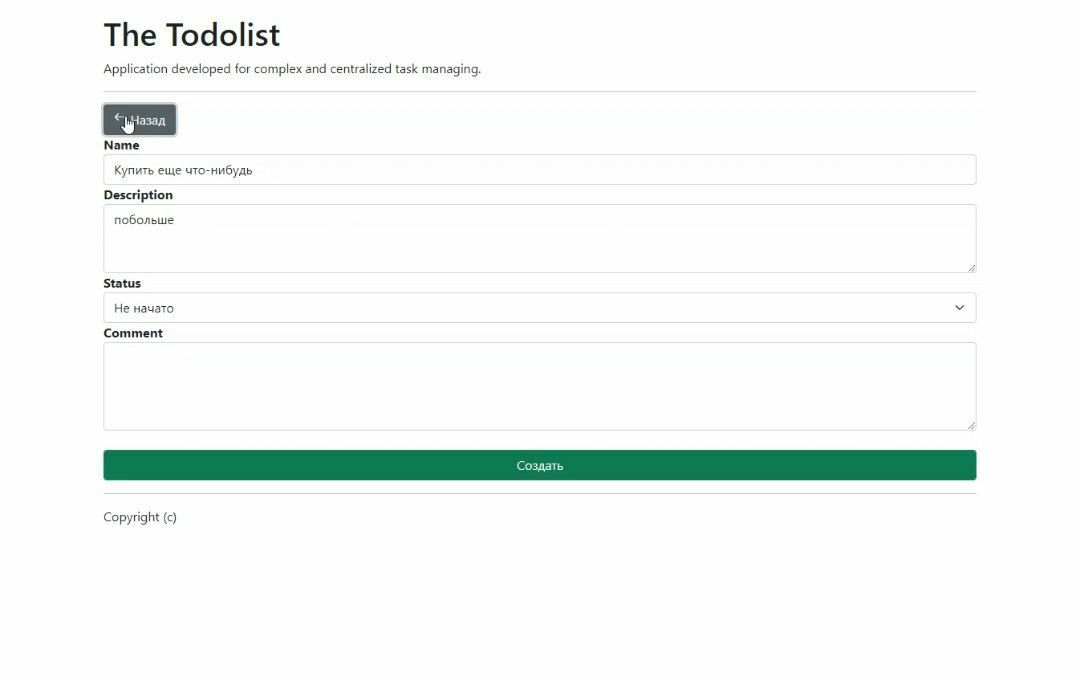 The Todolist
Application developed for complex and centralized task managing.
Назад
Name
Купить еще что-нибудь
Description
побольше
Status
Не начато
Comment
Создать
Copyright (c)